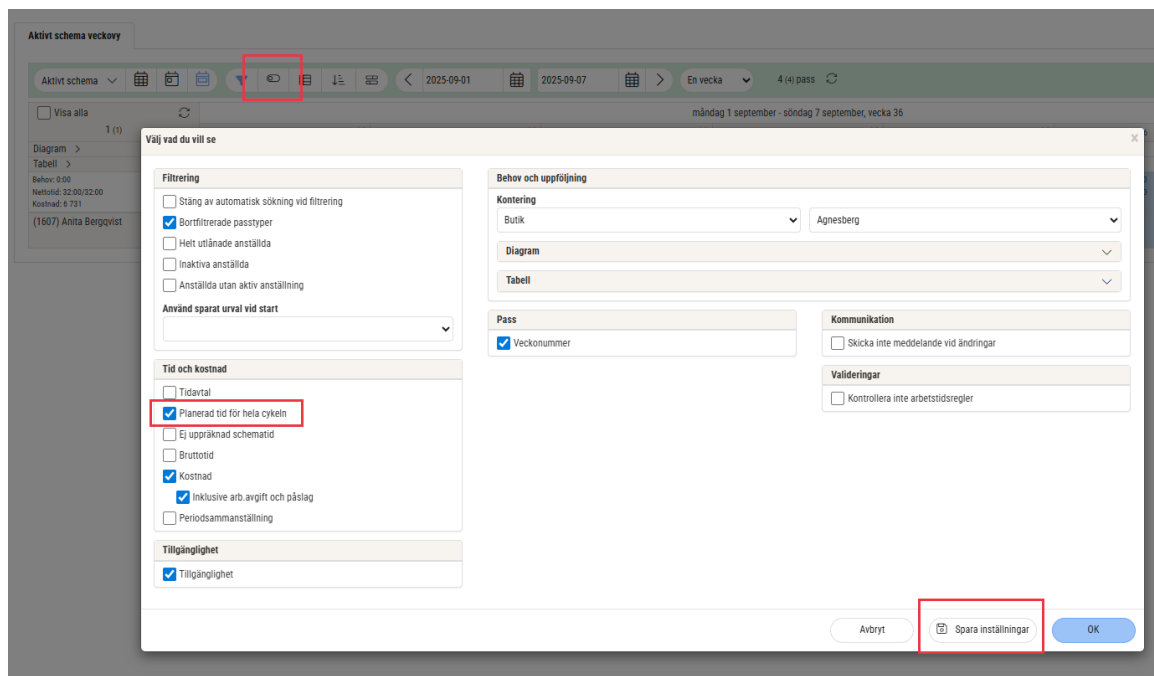 Aktivt schema veckovy
Aktivt schema
2025-09-01
2025-09-07
En vecka
4 (4) pass
Visa alla
måndag 1 september - söndag 7 september, vecka 36
1 (1)
Diagram >
Tabell >
Behov: 0:00
Nettotid: 32:00/32:00
Kostnad: 6 731
(1607) Anita Bergqvist
Välj vad du vill se
Filtrering
Stäng av automatisk sökning vid filtrering
Bortfiltrerade passtyper
Helt utlånade anställda
Inaktiva anställda
Anställda utan aktiv anställning
Använd sparat urval vid start
Tid och kostnad
Tidavtal
Planerad tid för hela cykeln
Ej uppräknad schematid
Bruttotid
Kostnad
Inklusive arb.avgift och påslag
Periodsammanställning
Tillgänglighet
Tillgänglighet
Behov och uppföljning
Kontering
Butik
Agnesberg
Diagram
Tabell
Pass
Veckonummer
Kommunikation
Skicka inte meddelande vid ändringar
Valideringar
Kontrollera inte arbetstidsregler
Avbryt
Spara inställningar
OK